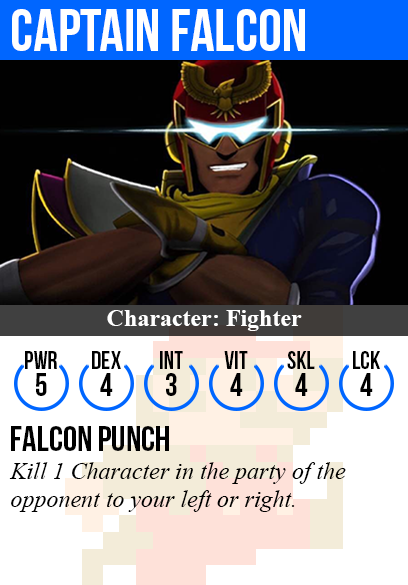 CAPTAIN FALCON
Character: Fighter
PWR DEX INT VIT SKL LCK
5 4 3 4 4 4
FALCON PUNCH
Kill 1 Character in the party of the
opponent to your left or right.